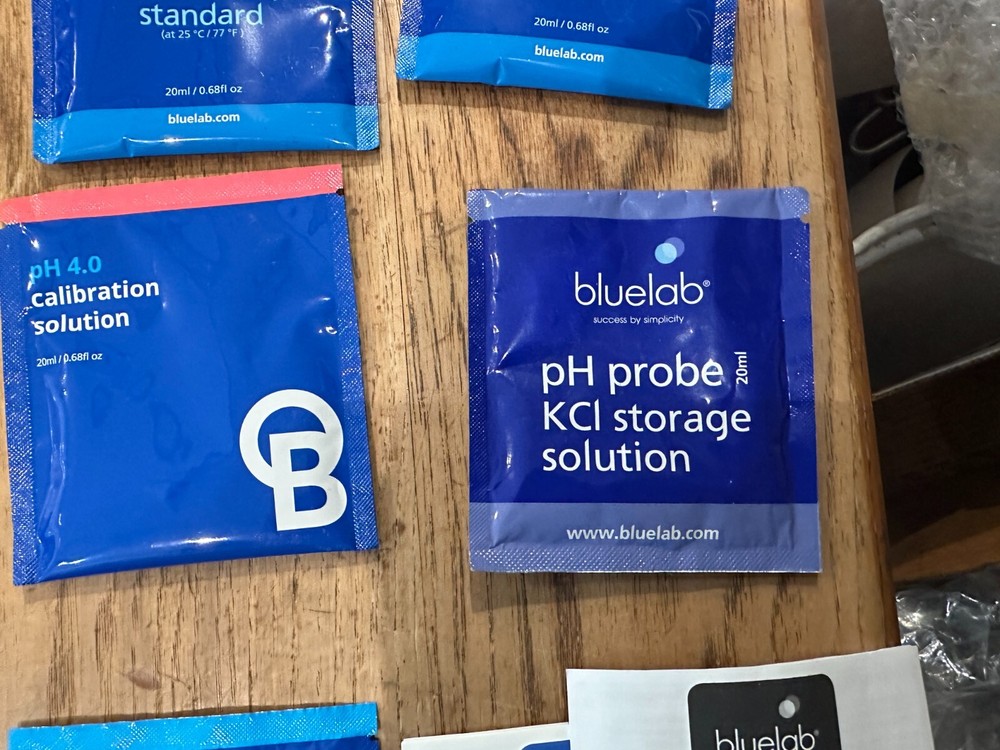 standard
(at 25 °C / 77 °F)
20ml / 0.68fl oz
bluelab.com
20ml / 0.68fl oz
bluelab.com
pH 4.0
calibration
solution
20ml / 0.68fl oz
B
bluelab®
success by simplicity
pH probe 20ml
KCl storage
solution
www.bluelab.com
bluelab®